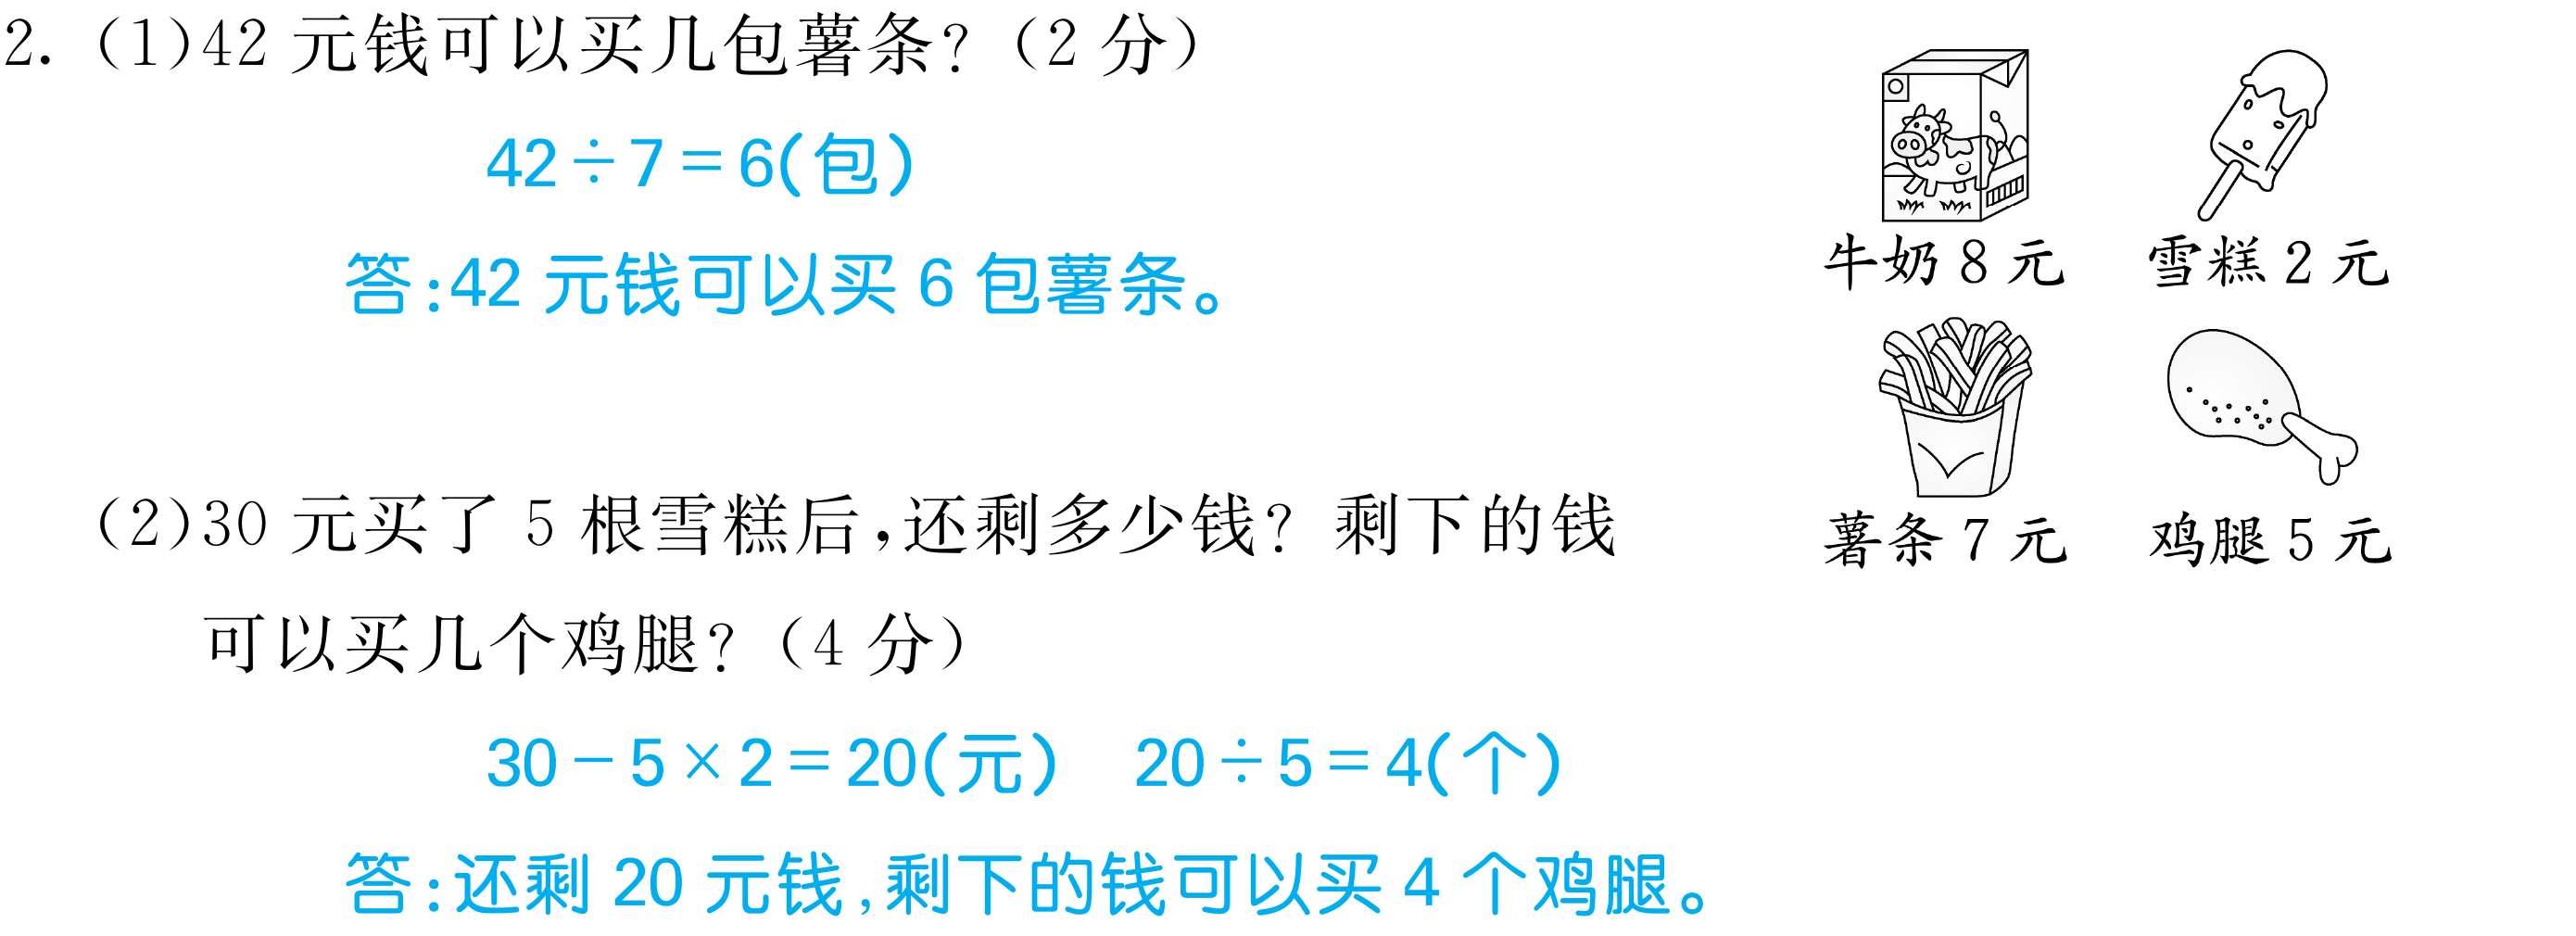 2. (1)42 元钱可以买几包薯条?(2 分)
42÷7=6(包)
答:42 元钱可以买 6 包薯条。
(2)30 元买了 5 根雪糕后,还剩多少钱? 剩下的钱
可以买几个鸡腿?(4 分)
30-5×2=20(元) 20÷5=4(个)
答:还剩 20 元钱,剩下的钱可以买 4 个鸡腿。
牛奶 8 元 雪糕 2 元
薯条 7 元 鸡腿 5 元